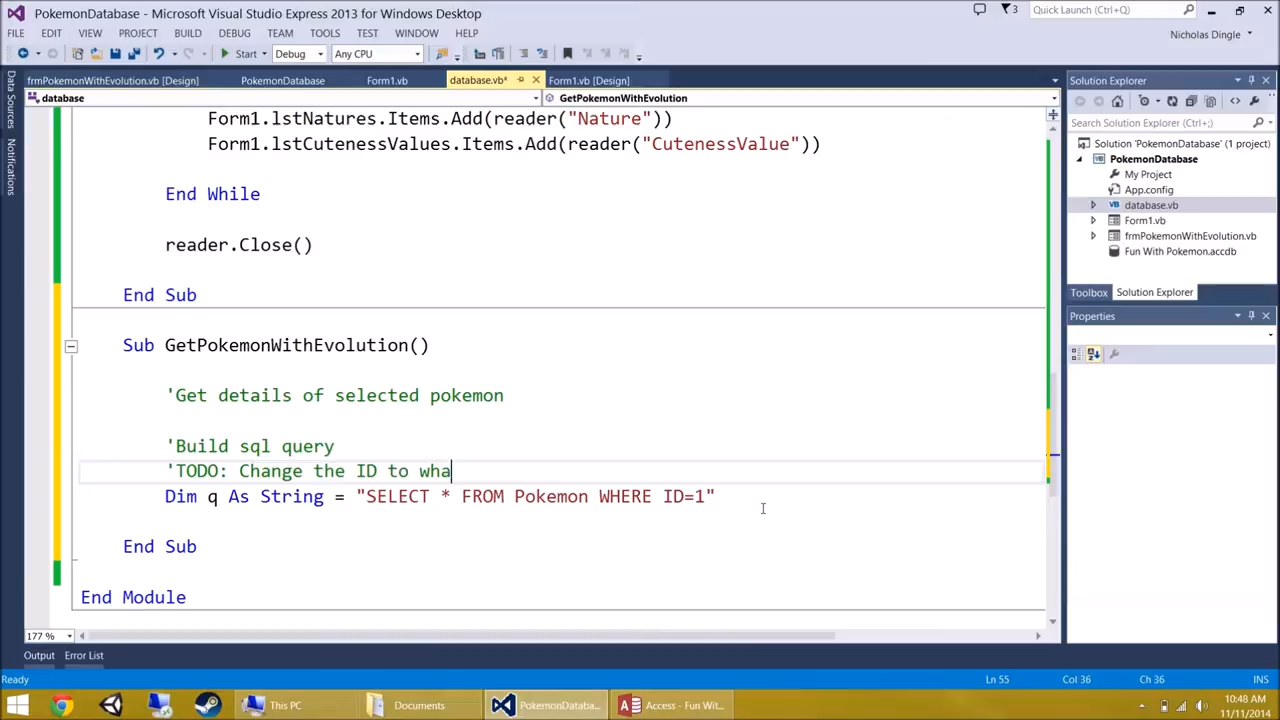 PokemonDatabase - Microsoft Visual Studio Express 2013 for Windows Desktop
3
Quick Launch (Ctrl+Q)
FILE EDIT VIEW PROJECT BUILD DEBUG TEAM TOOLS TEST WINDOW HELP
Nicholas Dingle
Start Debug Any CPU
Data Sources
Notifications
frmPokemonWithEvolution.vb [Design] PokemonDatabase Form1.vb database.vb* Form1.vb [Design]
database GetPokemonWithEvolution
Form1.lstNatures.Items.Add(reader("Nature"))
Form1.lstCutenessValues.Items.Add(reader("CutenessValue"))
End While
reader.Close()
End Sub
Sub GetPokemonWithEvolution()
'Get details of selected pokemon
'Build sql query
'TODO: Change the ID to wha
Dim q As String = "SELECT * FROM Pokemon WHERE ID=1"
End Sub
End Module
177 %
Solution Explorer
Search Solution Explorer (Ctrl+;)
Solution 'PokemonDatabase' (1 project)
PokemonDatabase
My Project
App.config
database.vb
Form1.vb
frmPokemonWithEvolution.vb
Fun With Pokemon.accdb
Toolbox Solution Explorer
Properties
Output Error List
Ready Ln 55 Col 36 Ch 36 INS
This PC Documents PokemonDataba... Access - Fun Wit...
10:48 AM
11/11/2014